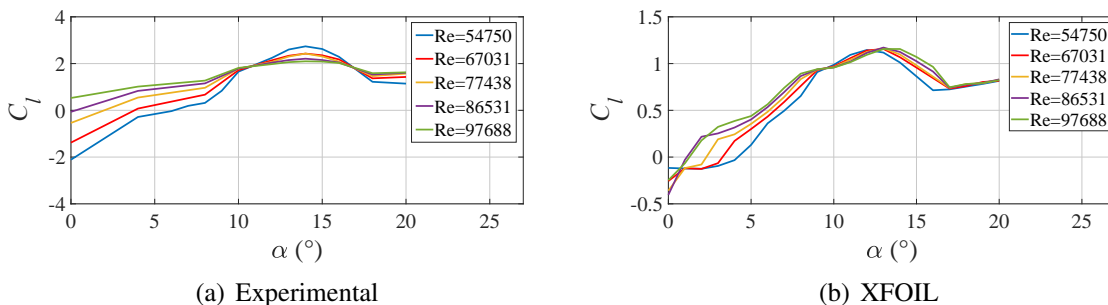 4
2
0
-2
-4
C_l
0
5
10
15
20
25
α (°)
Re=54750
Re=67031
Re=77438
Re=86531
Re=97688
(a) Experimental
1.5
1
0.5
0
-0.5
C_l
0
5
10
15
20
α (°)
Re=54750
Re=67031
Re=77438
Re=86531
Re=97688
(b) XFOIL